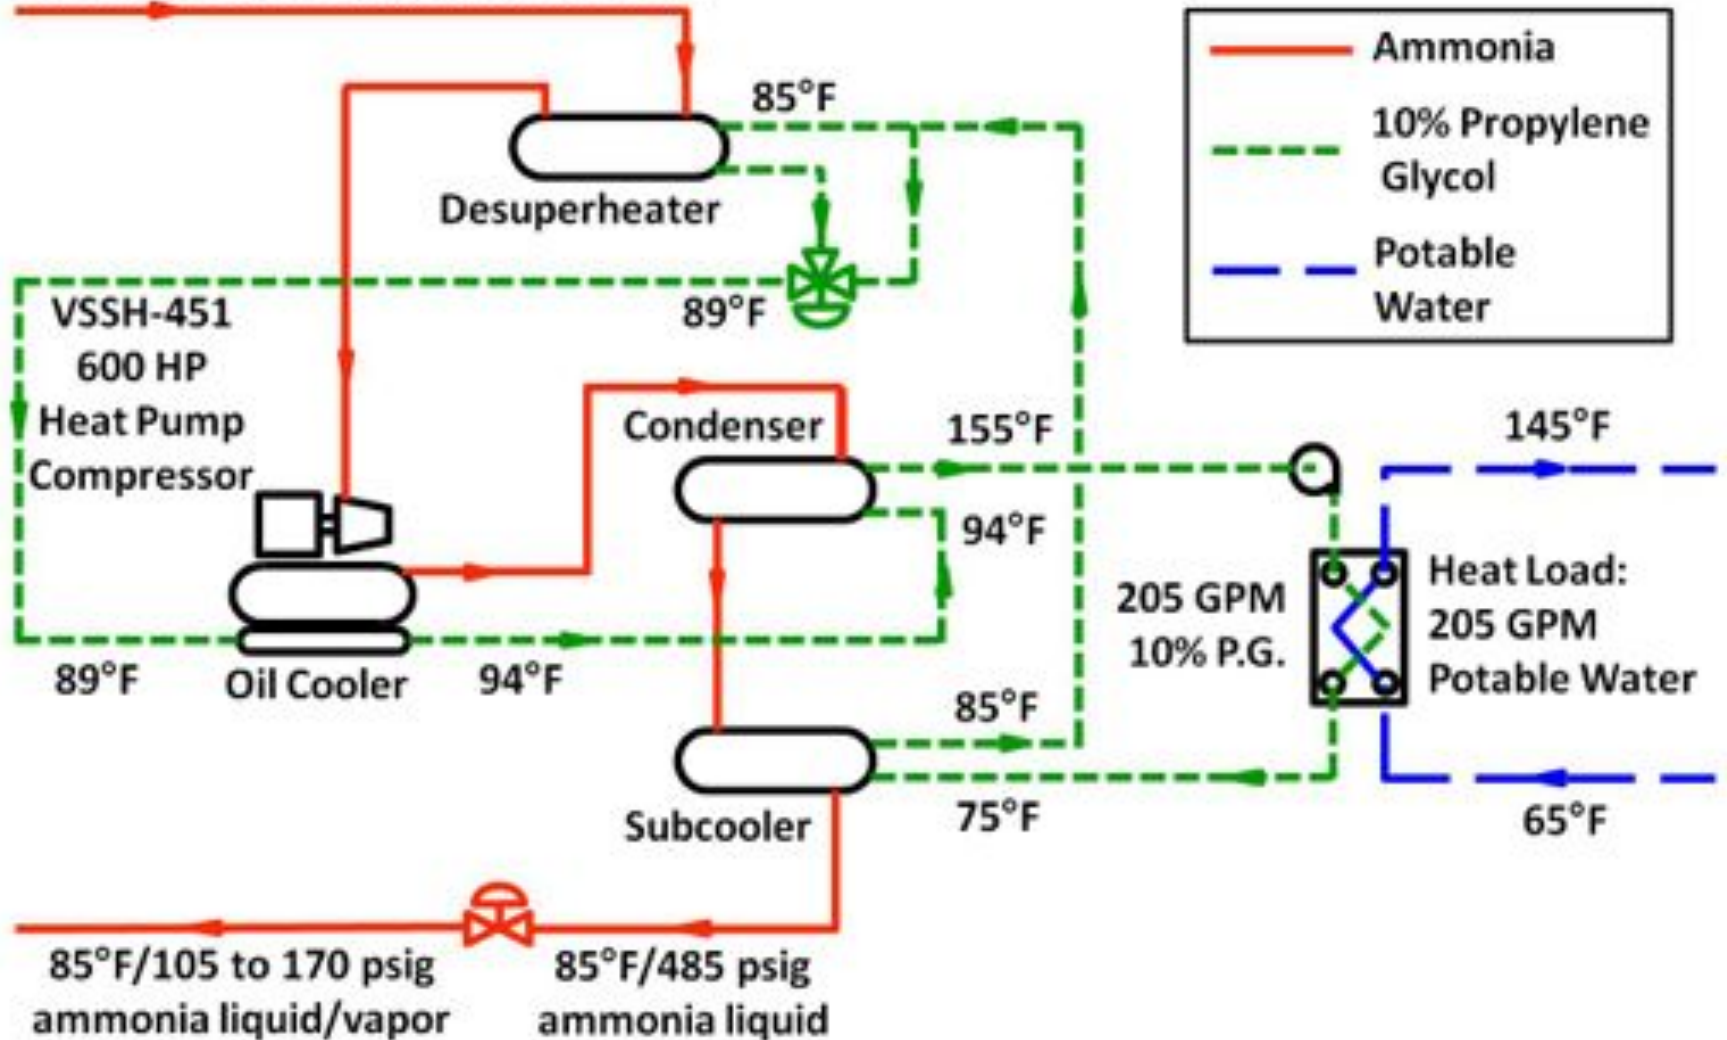 85°F
Desuperheater
Ammonia
10% Propylene
Glycol
Potable
Water
VSSH-451
600 HP
Heat Pump
Compressor
89°F
Condenser
155°F
94°F
145°F
205 GPM
10% P.G.
Heat Load:
205 GPM
Potable Water
89°F
Oil Cooler
94°F
85°F
Subcooler
75°F
65°F
85°F/105 to 170 psig
ammonia liquid/vapor
85°F/485 psig
ammonia liquid